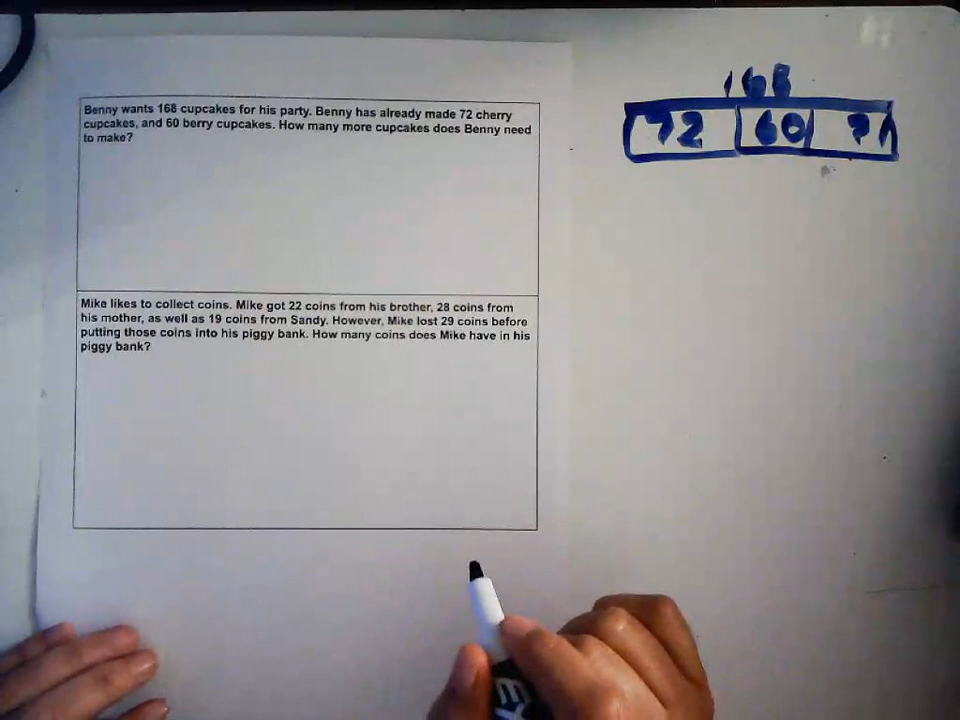 Benny wants 168 cupcakes for his party. Benny has already made 72 cherry
cupcakes, and 60 berry cupcakes. How many more cupcakes does Benny need
to make?
Mike likes to collect coins. Mike got 22 coins from his brother, 28 coins from
his mother, as well as 19 coins from Sandy. However, Mike lost 29 coins before
putting those coins into his piggy bank. How many coins does Mike have in his
piggy bank?
168
72 60 ?
EX